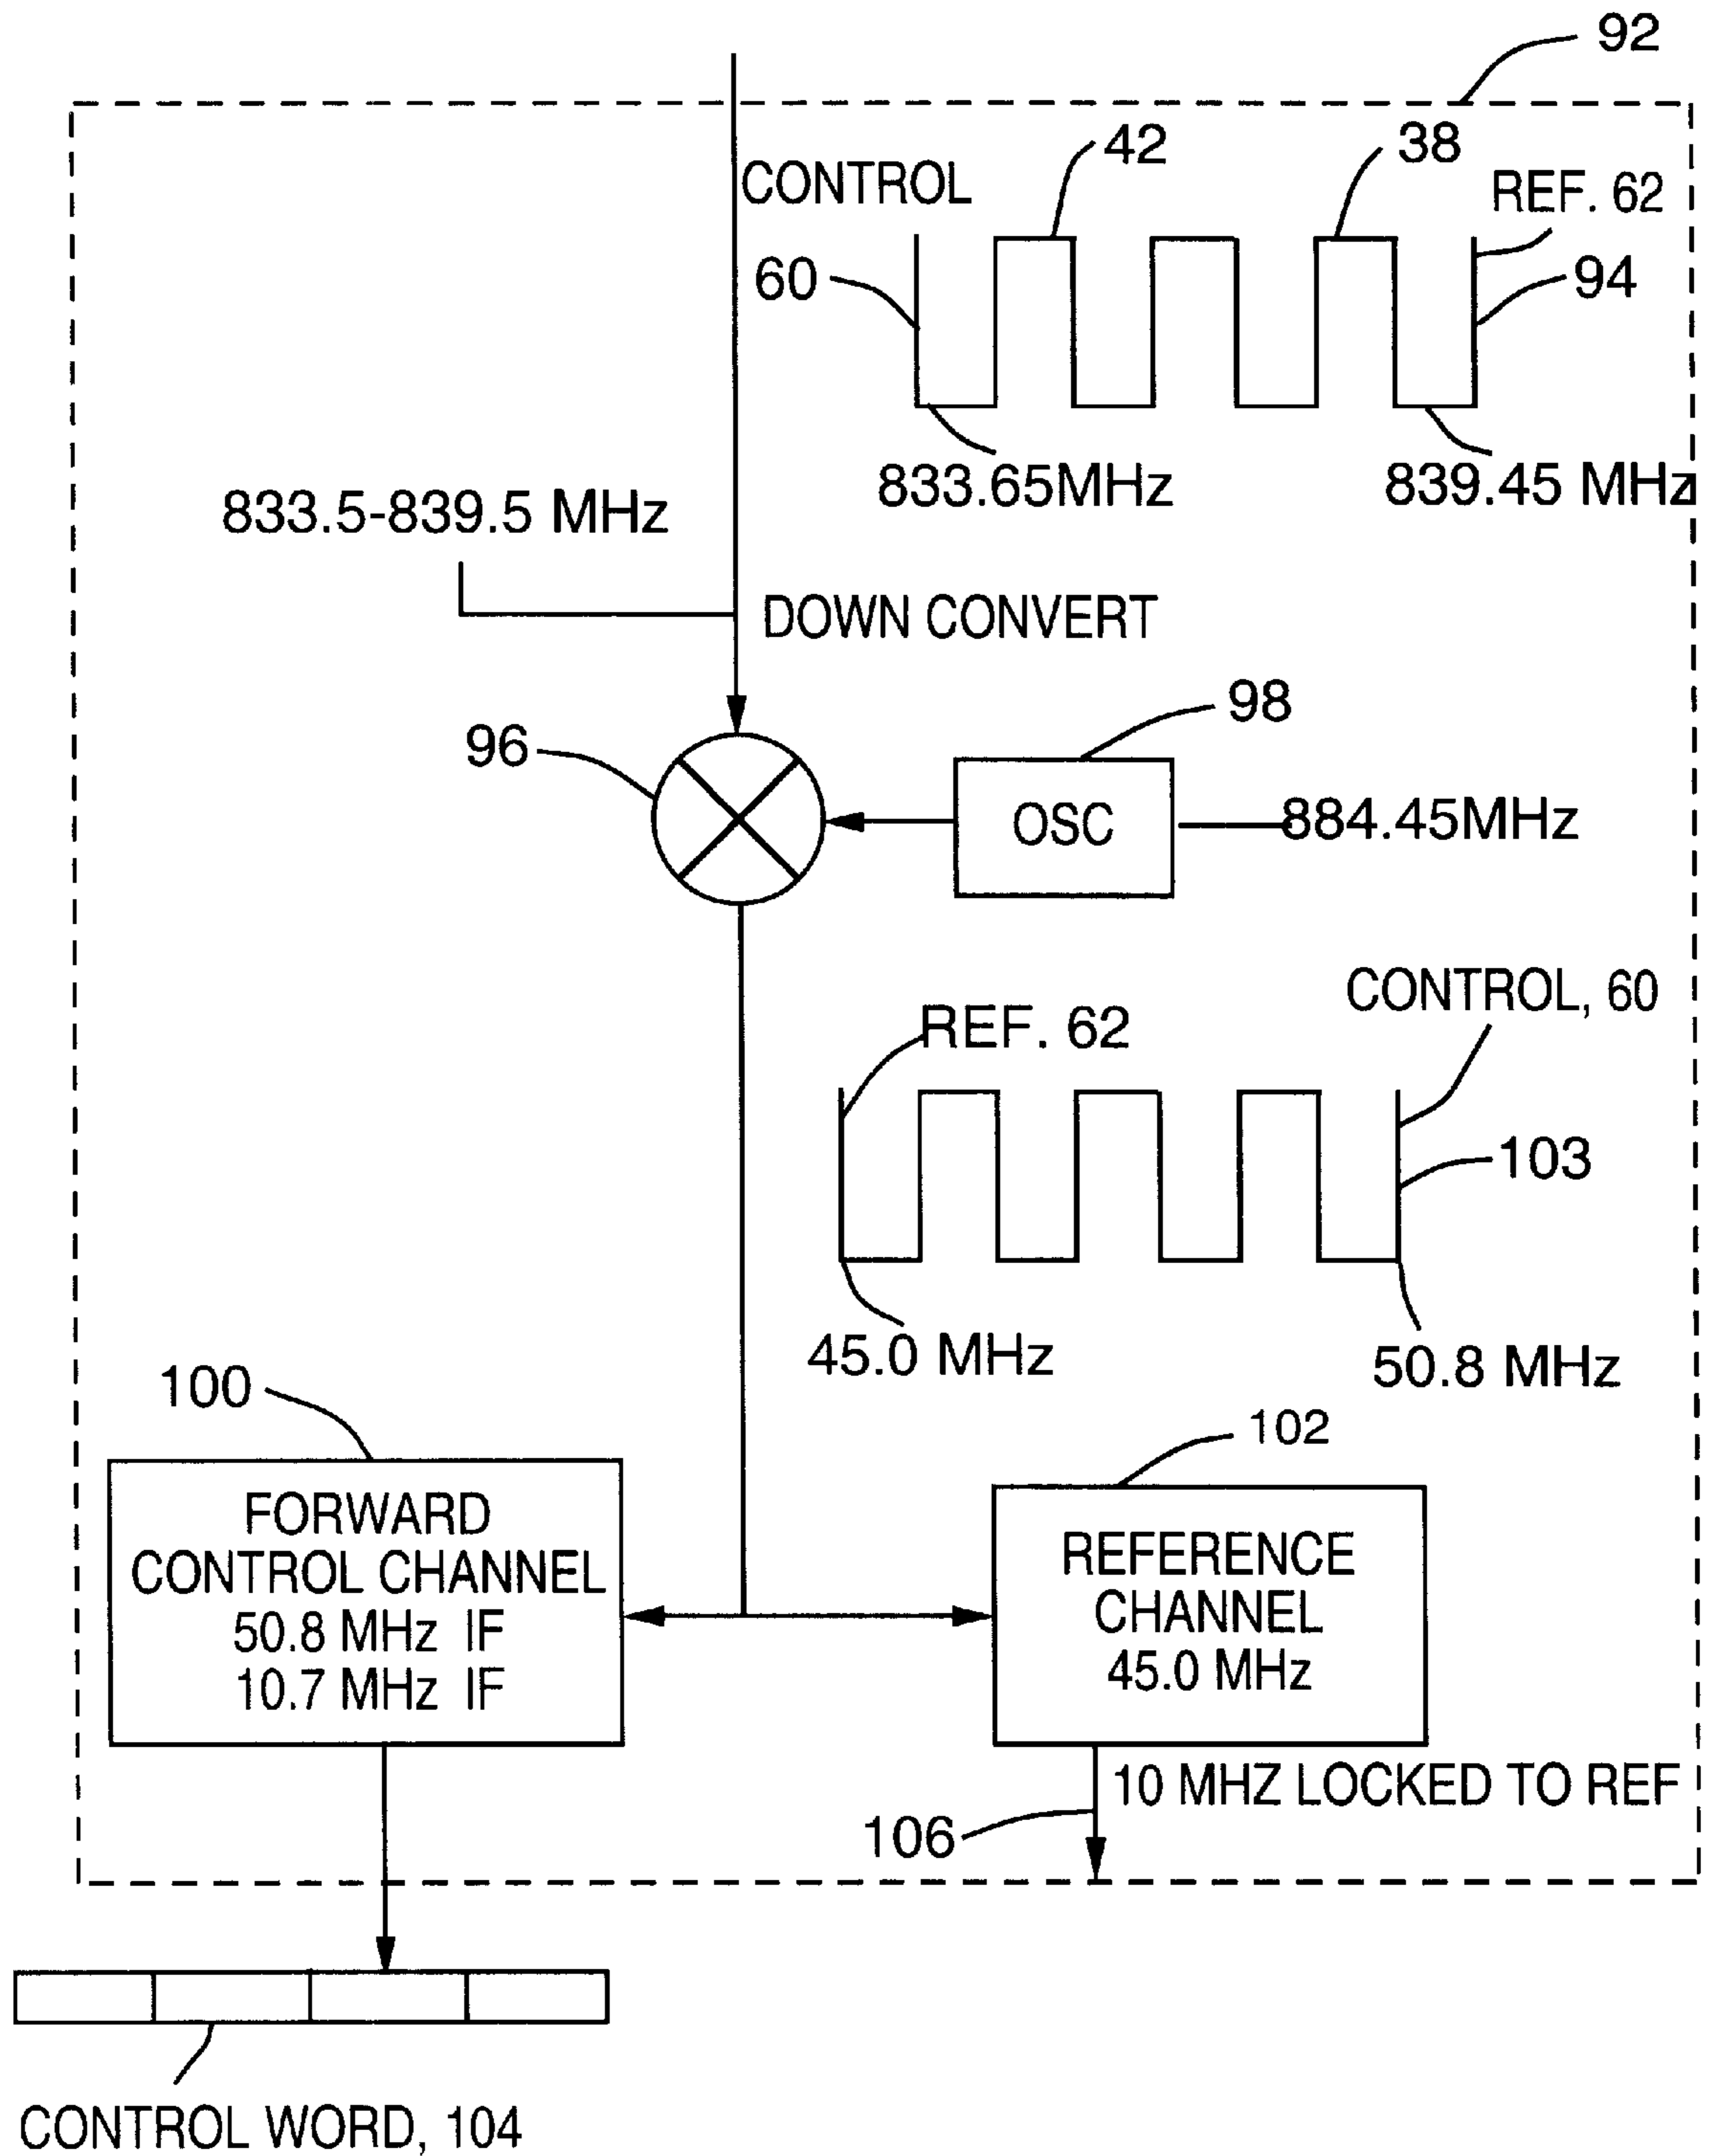 92
42
38
CONTROL
REF. 62
60
94
833.65MHz
839.45 MHz
833.5-839.5 MHz
DOWN CONVERT
98
96
OSC
884.45MHz
CONTROL, 60
REF. 62
103
45.0 MHz
50.8 MHz
100
102
FORWARD
CONTROL CHANNEL
50.8 MHz IF
10.7 MHz IF
REFERENCE
CHANNEL
45.0 MHz
10 MHZ LOCKED TO REF
106
CONTROL WORD, 104